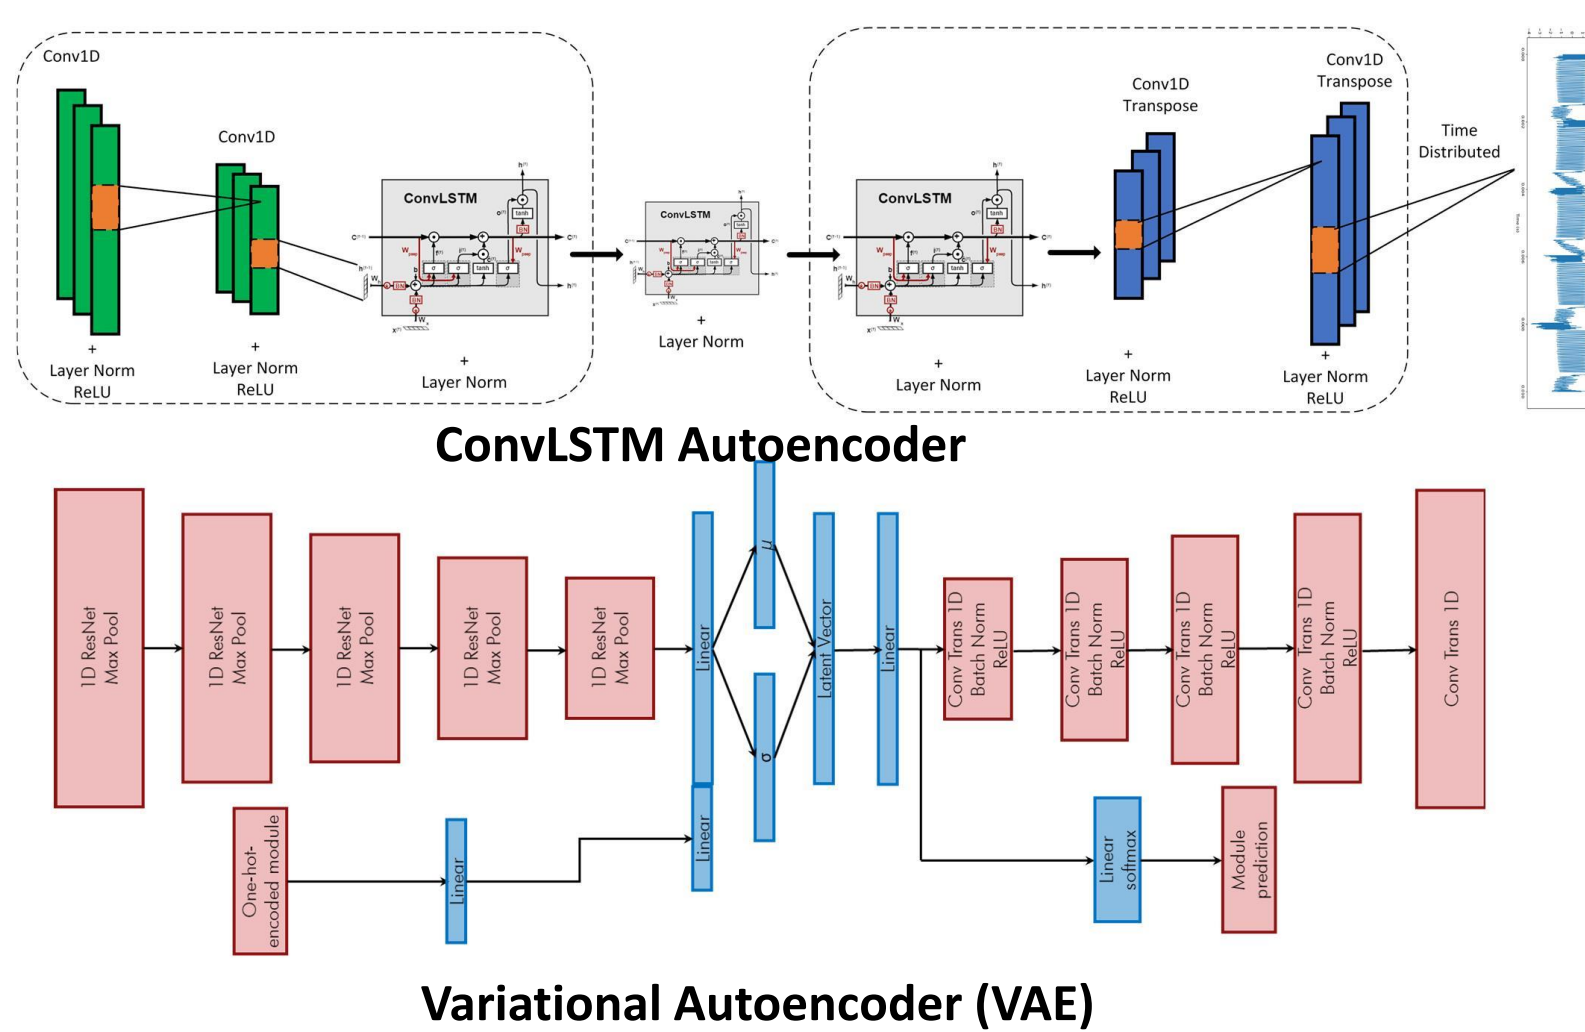 Conv1D
Conv1D
+
Layer Norm
ReLU
+
Layer Norm
ReLU
ConvLSTM
+
Layer Norm
ConvLSTM
+
Layer Norm
ConvLSTM
+
Layer Norm
Conv1D
Transpose
+
Layer Norm
ReLU
Conv1D
Transpose
+
Layer Norm
ReLU
Time
Distributed
ConvLSTM Autoencoder
1D ResNet
Max Pool
1D ResNet
Max Pool
1D ResNet
Max Pool
1D ResNet
Max Pool
1D ResNet
Max Pool
Linear
μ
σ
Latent Vector
Linear
Conv Trans 1D
Batch Norm
ReLU
Conv Trans 1D
Batch Norm
ReLU
Conv Trans 1D
Batch Norm
ReLU
Conv Trans 1D
Batch Norm
ReLU
Conv Trans 1D
One-hot-
encoded module
Linear
Linear
Linear
softmax
Module
prediction
Variational Autoencoder (VAE)